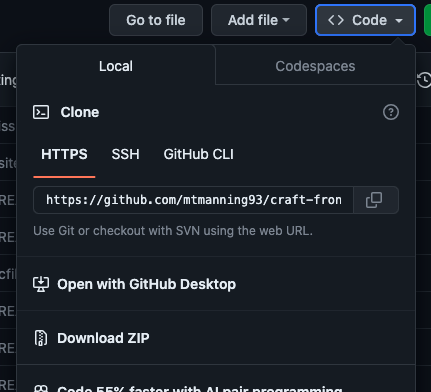 Go to file
Add file
Code
Local
Codespaces
Clone
HTTPS
SSH
GitHub CLI
https://github.com/mtmanning93/craft-fron
Use Git or checkout with SVN using the web URL.
Open with GitHub Desktop
Download ZIP
Code 55% faster with AI pair programming